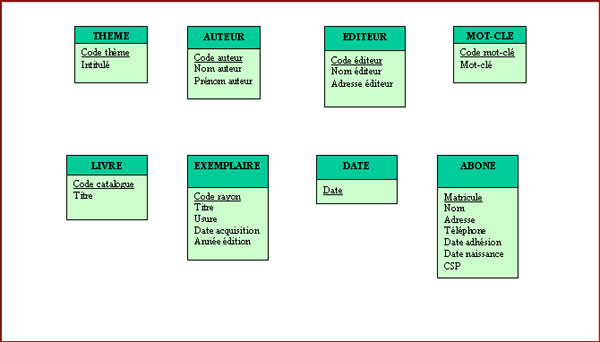 THEME
Code thème
Intitulé
AUTEUR
Code auteur
Nom auteur
Prénom auteur
EDITEUR
Code éditeur
Nom éditeur
Adresse éditeur
MOT-CLE
Code mot-clé
Mot-clé
LIVRE
Code catalogue
Titre
EXEMPLAIRE
Code rayon
Titre
Usure
Date acquisition
Année édition
DATE
Date
ABONE
Matricule
Nom
Adresse
Téléphone
Date adhésion
Date naissance
CSP